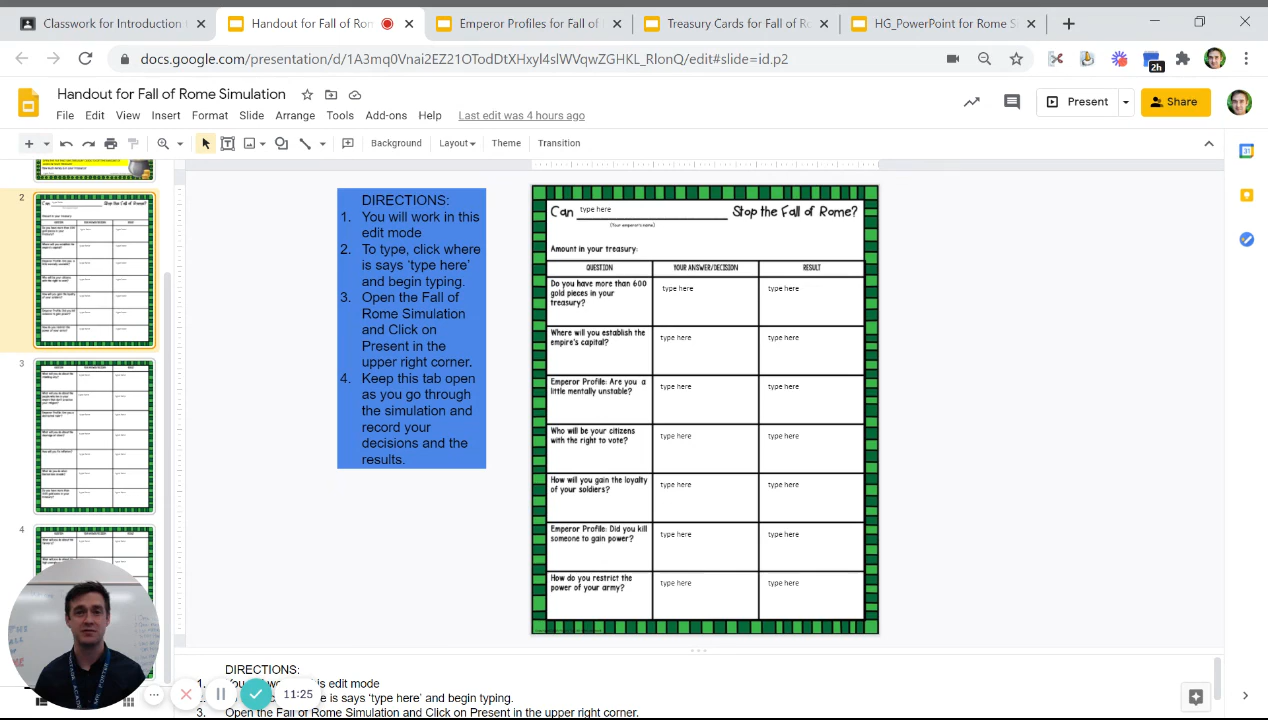 Classwork for Introduction
Handout for Fall of Rom
Emperor Profiles for Fall of
Treasury Cards for Fall of Ro
HG_PowerPoint for Rome S
docs.google.com/presentation/d/1A3mq0Vnai2EZ21OTodDtXHxyl4slWVqwZGHKL_RlonQ/edit#slide=id.p2
2h
Handout for Fall of Rome Simulation
File Edit View Insert Format Slide Arrange Tools Add-ons Help Last edit was 4 hours ago
Present
Share
Background Layout Theme Transition
31
2
3
4
DIRECTIONS:
1. You will work in this
edit mode
2. To type, click where
is says 'type here'
and begin typing.
3. Open the Fall of
Rome Simulation
and Click on
Present in the
upper right corner.
4. Keep this tab open
as you go through
the simulation and
record your
decisions and the
results.
Can type here Stop the Fall of Rome?
(Your emperor's name)
Amount in your treasury:
QUESTION YOUR ANSWER/DECISION RESULT
Do you have more than 600
gold pieces in your
treasury?
type here type here
Where will you establish the
empire's capital?
type here type here
Emperor Profile: Are you a
little mentally unstable?
type here type here
Who will be your citizens
with the right to vote?
type here type here
How will you gain the loyalty
of your soldiers?
type here type here
Emperor Profile: Did you kill
someone to gain power?
type here type here
How do you restrict the
power of your army?
type here type here
DIRECTIONS:
is edit mode
e is says 'type here' and begin typing.
3. Open the Fall of Rome Simulation and Click on Present in the upper right corner.
11:25